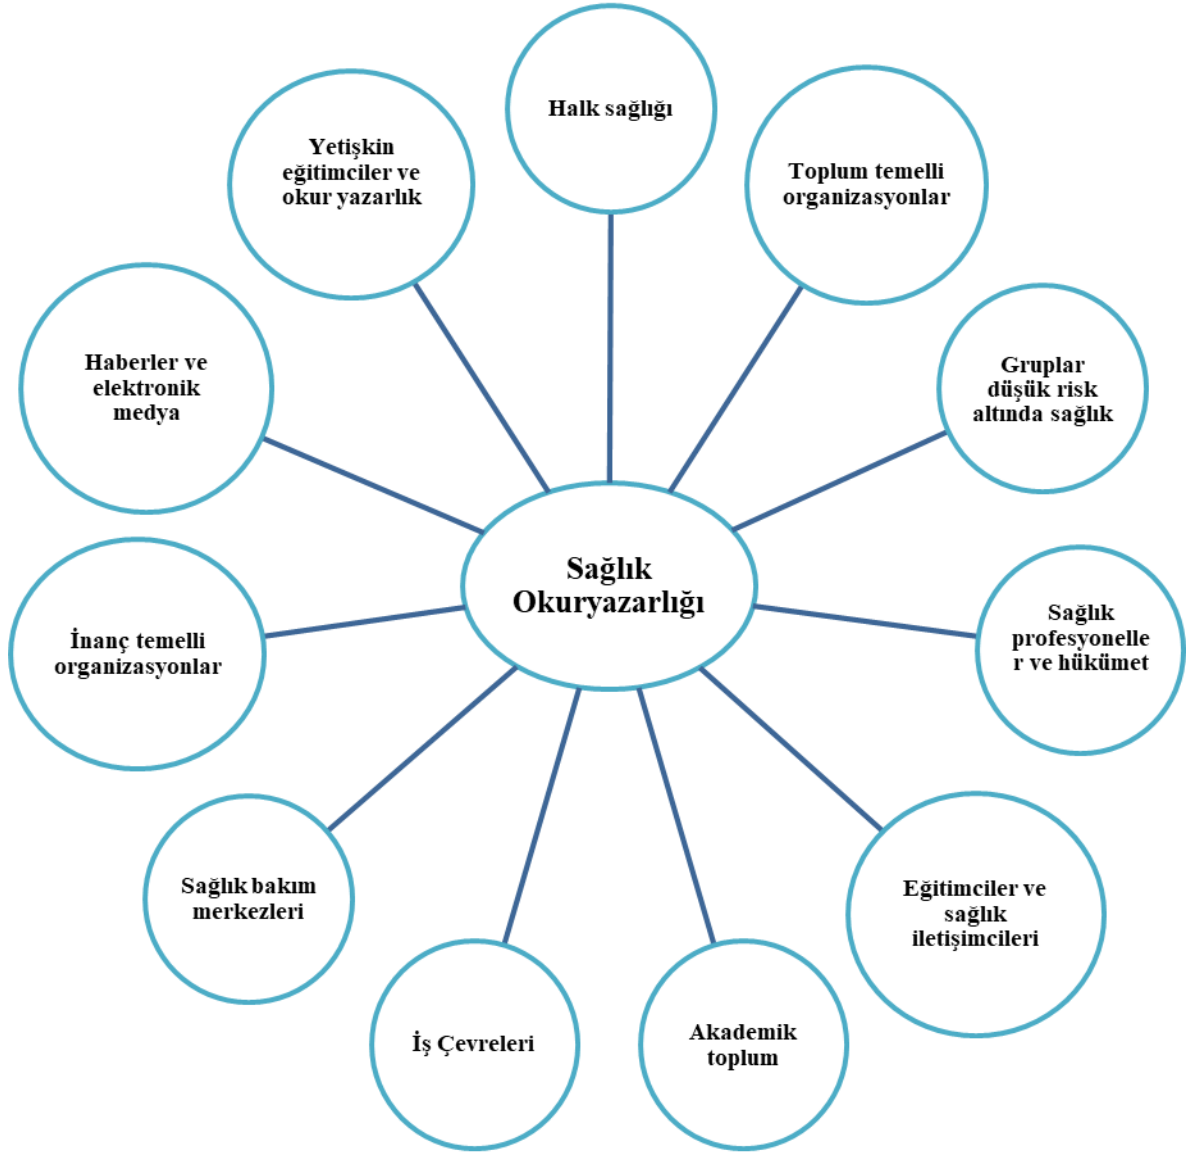 Halk sağlığı
Toplum temelli
organizasyonlar
Gruplar
düşük risk
altında sağlık
Sağlık
profesyonelle
r ve hükümet
Eğitimciler ve
sağlık
iletişimcileri
Akademik
toplum
İş Çevreleri
Sağlık bakım
merkezleri
İnanç temelli
organizasyonlar
Haberler ve
elektronik
medya
Yetişkin
eğitimciler ve
okur yazarlık
Sağlık
Okuryazarlığı